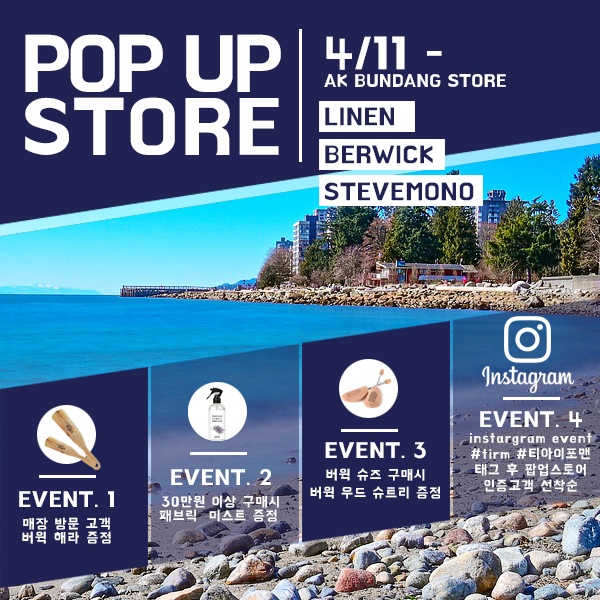 POP UP
STORE
4/11 -
AK BUNDANG STORE
LINEN
BERWICK
STEVEMONO
EVENT. 1
매장 방문 고객
버윅 해라 증점
EVENT. 2
30만원 이상 구매시
패브릭 미스트 증점
EVENT. 3
버윅 슈즈 구매시
버윅 우드 슈트리 증점
Instagram
EVENT. 4
instargram event
#tirm #티아이포맨
태그 후 팝업스토어
인증고객 선착순